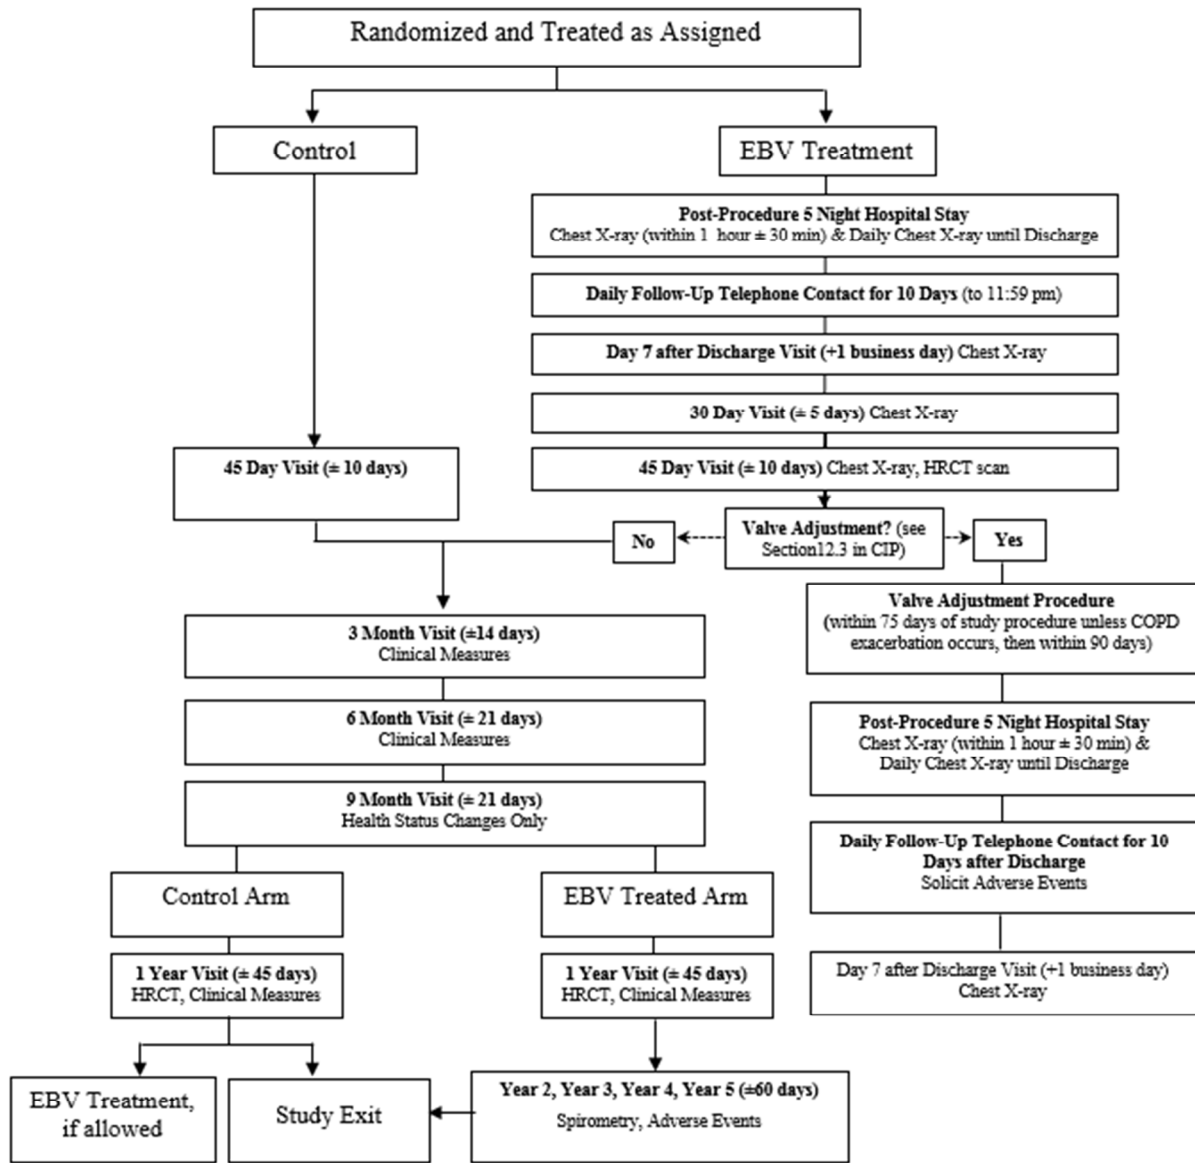 Randomized and Treated as Assigned
Control
EBV Treatment
Post-Procedure 5 Night Hospital Stay
Chest X-ray (within 1 hour ± 30 min) & Daily Chest X-ray until Discharge
Daily Follow-Up Telephone Contact for 10 Days (to 11:59 pm)
Day 7 after Discharge Visit (+1 business day) Chest X-ray
30 Day Visit (± 5 days) Chest X-ray
45 Day Visit (± 10 days)
45 Day Visit (± 10 days) Chest X-ray, HRCT scan
No
Valve Adjustment? (see
Section12.3 in CIP)
Yes
Valve Adjustment Procedure
(within 75 days of study procedure unless COPD
exacerbation occurs, then within 90 days)
3 Month Visit (±14 days)
Clinical Measures
6 Month Visit (± 21 days)
Clinical Measures
Post-Procedure 5 Night Hospital Stay
Chest X-ray (within 1 hour ± 30 min) &
Daily Chest X-ray until Discharge
9 Month Visit (± 21 days)
Health Status Changes Only
Daily Follow-Up Telephone Contact for 10
Days after Discharge
Solicit Adverse Events
Control Arm
EBV Treated Arm
1 Year Visit (± 45 days)
HRCT, Clinical Measures
1 Year Visit (± 45 days)
HRCT, Clinical Measures
Day 7 after Discharge Visit (+1 business day)
Chest X-ray
EBV Treatment,
if allowed
Study Exit
Year 2, Year 3, Year 4, Year 5 (±60 days)
Spirometry, Adverse Events